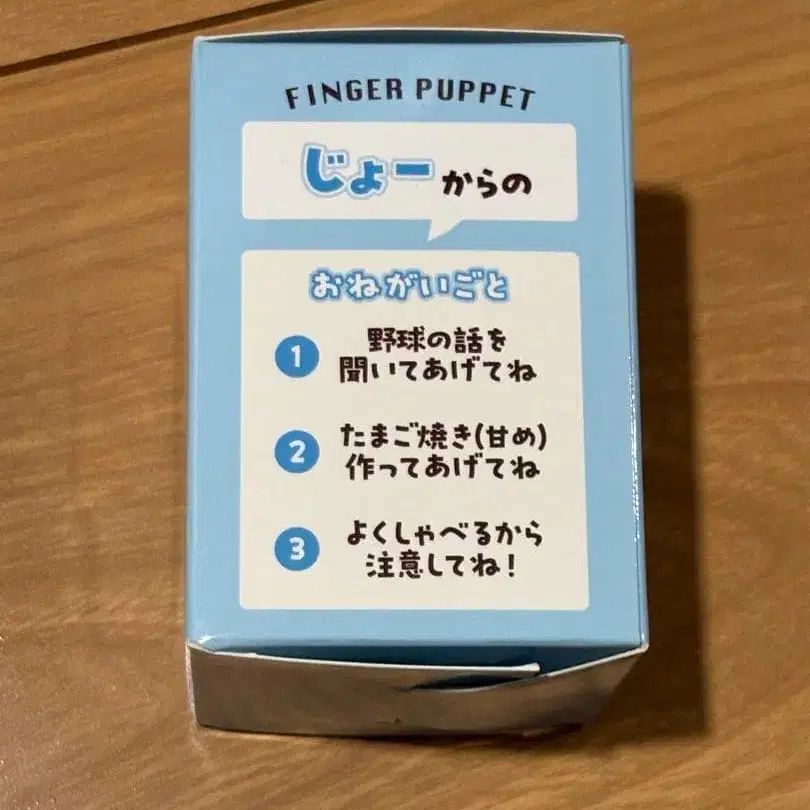 FINGER PUPPET
じょーからの
おねがいごと
1 野球の話を
聞いてあげてね
2 たまご焼き(甘め)
作ってあげてね
3 よくしゃべるから
注意してね!